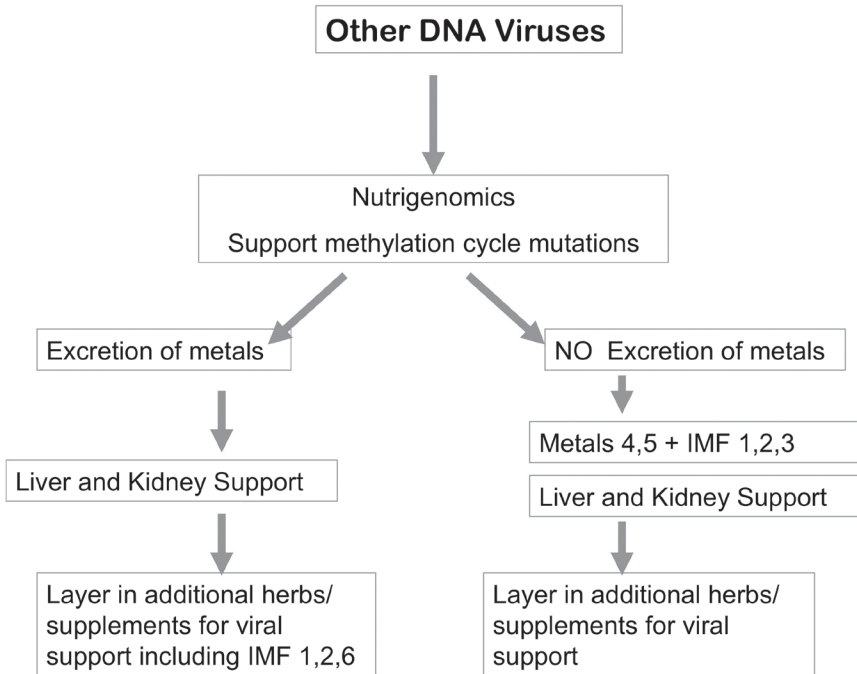 Other DNA Viruses
Nutrigenomics
Support methylation cycle mutations
Excretion of metals
NO Excretion of metals
Metals 4,5 + IMF 1,2,3
Liver and Kidney Support
Liver and Kidney Support
Layer in additional herbs/
supplements for viral
support including IMF 1,2,6
Layer in additional herbs/
supplements for viral
support